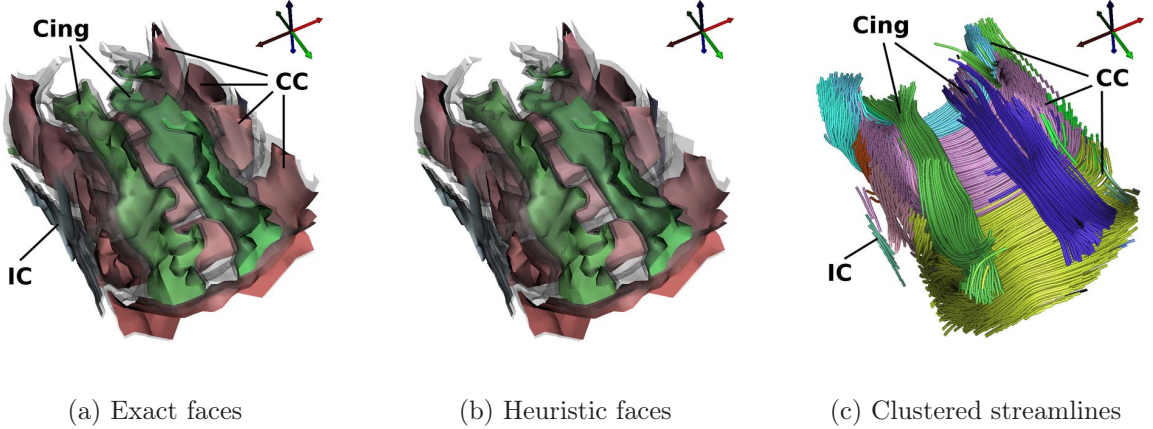 Cing
CC
IC
Cing
CC
IC
(a) Exact faces
(b) Heuristic faces
(c) Clustered streamlines